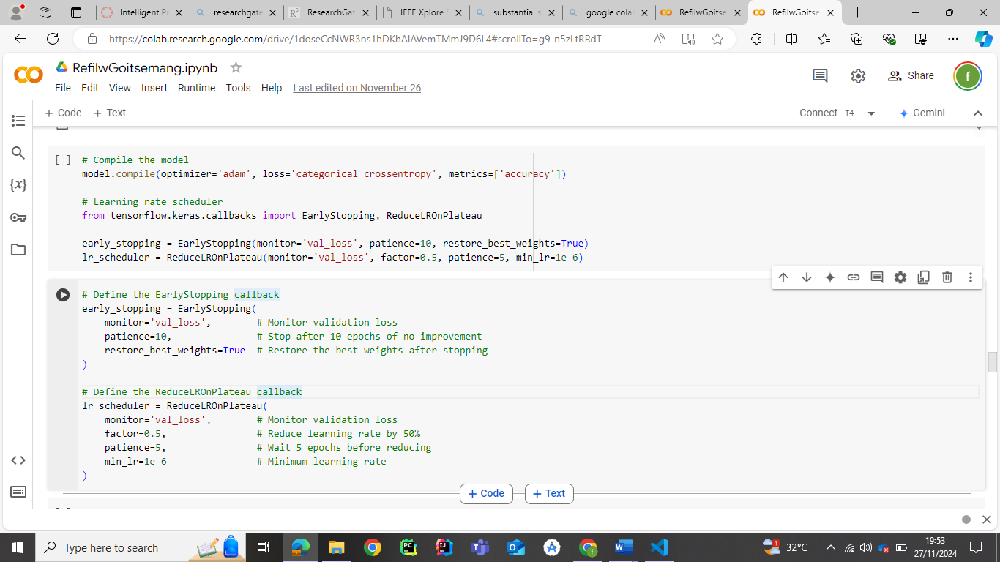 Intelligent Pr
researchgate
ResearchGat
IEEE Xplore S
substantial s
google colab
RefilwGoitse
RefilwGoitse
https://colab.research.google.com/drive/1doseCcNWR3ns1hDKhAIAVemTMmJ9D6L4#scrollTo=g9-n5zLtRRdT
RefilwGoitsemang.ipynb
Share
f
File Edit View Insert Runtime Tools Help Last edited on November 26
+ Code + Text
Connect T4
Gemini
[ ] # Compile the model
model.compile(optimizer='adam', loss='categorical_crossentropy', metrics=['accuracy'])
# Learning rate scheduler
from tensorflow.keras.callbacks import EarlyStopping, ReduceLROnPlateau
early_stopping = EarlyStopping(monitor='val_loss', patience=10, restore_best_weights=True)
lr_scheduler = ReduceLROnPlateau(monitor='val_loss', factor=0.5, patience=5, min_lr=1e-6)
# Define the EarlyStopping callback
early_stopping = EarlyStopping(
monitor='val_loss', # Monitor validation loss
patience=10, # Stop after 10 epochs of no improvement
restore_best_weights=True # Restore the best weights after stopping
)
# Define the ReduceLROnPlateau callback
lr_scheduler = ReduceLROnPlateau(
monitor='val_loss', # Monitor validation loss
factor=0.5, # Reduce learning rate by 50%
patience=5, # Wait 5 epochs before reducing
min_lr=1e-6 # Minimum learning rate
)
+ Code + Text
Type here to search
32°C
19:53
27/11/2024